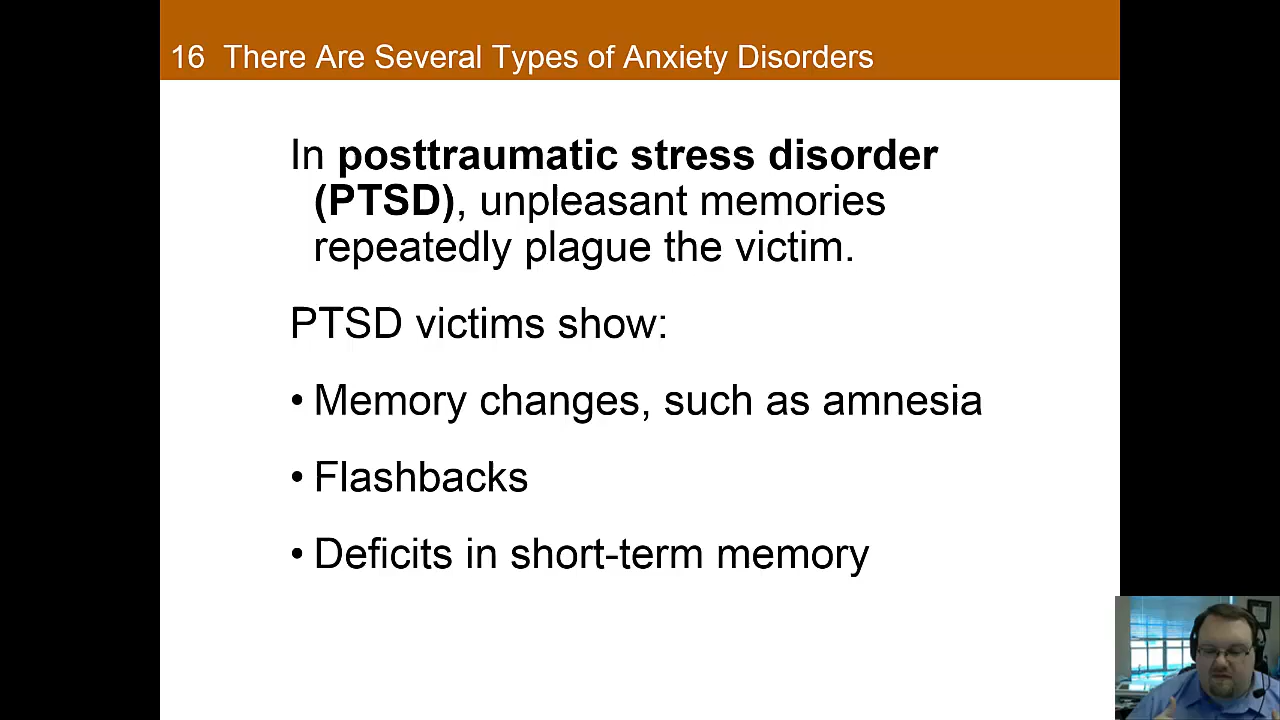 16 There Are Several Types of Anxiety Disorders
In posttraumatic stress disorder
(PTSD), unpleasant memories
repeatedly plague the victim.
PTSD victims show:
• Memory changes, such as amnesia
• Flashbacks
• Deficits in short-term memory